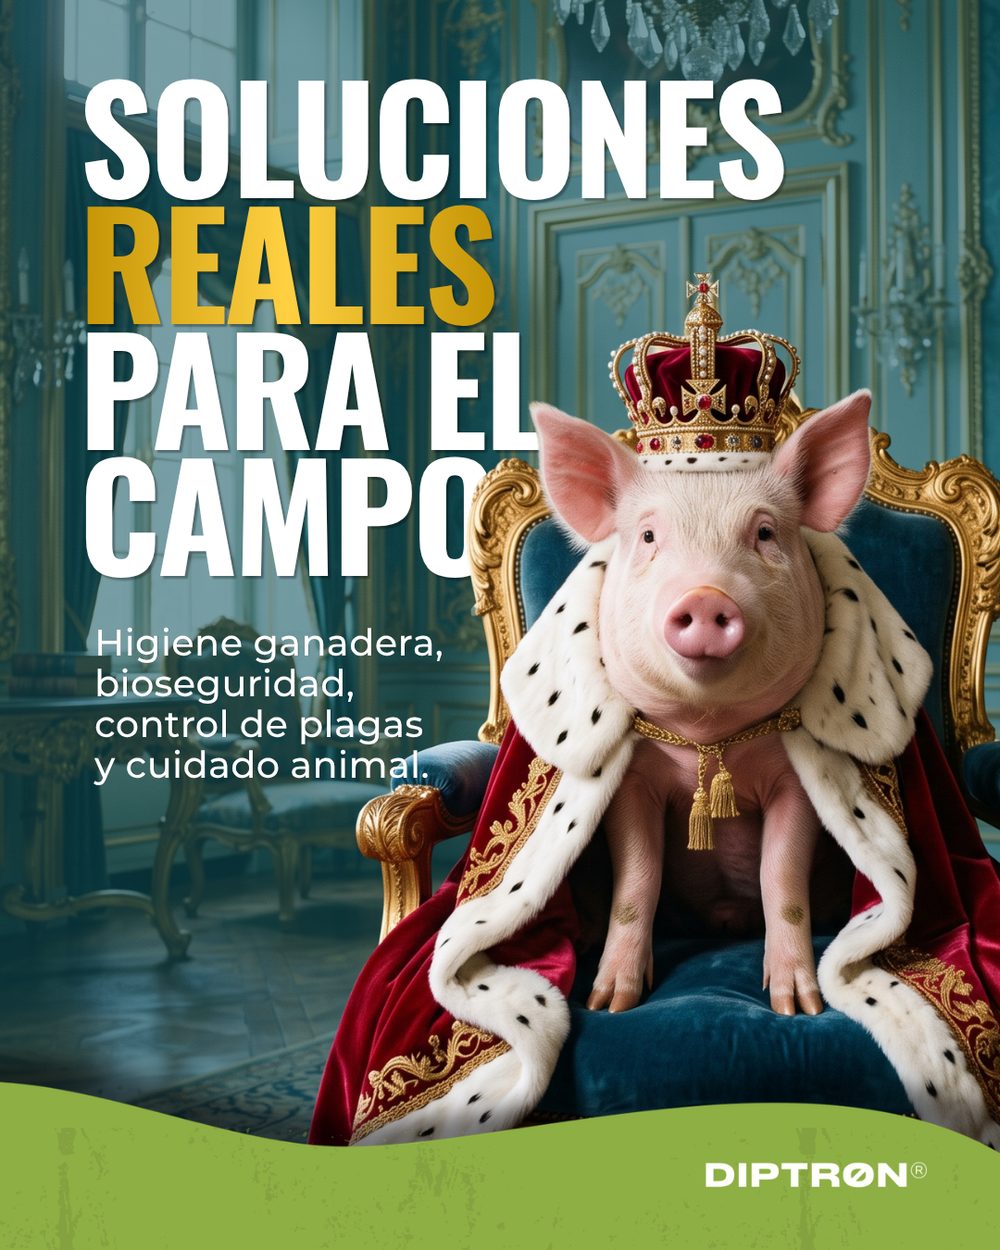 SOLUCIONES
REALES
PARA EL
CAMPO
Higiene ganadera,
bioseguridad,
control de plagas
y cuidado animal.
DIPTRØN®